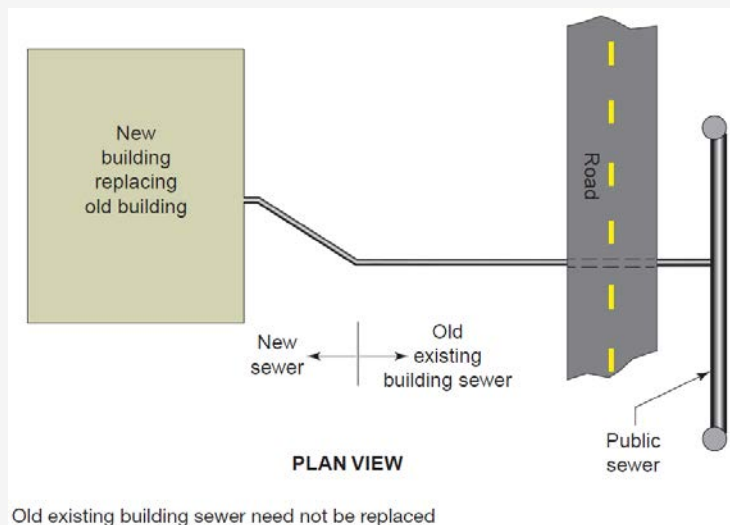 New
building
replacing
old building
Road
New
sewer
Old
existing
building sewer
Public
sewer
PLAN VIEW
Old existing building sewer need not be replaced